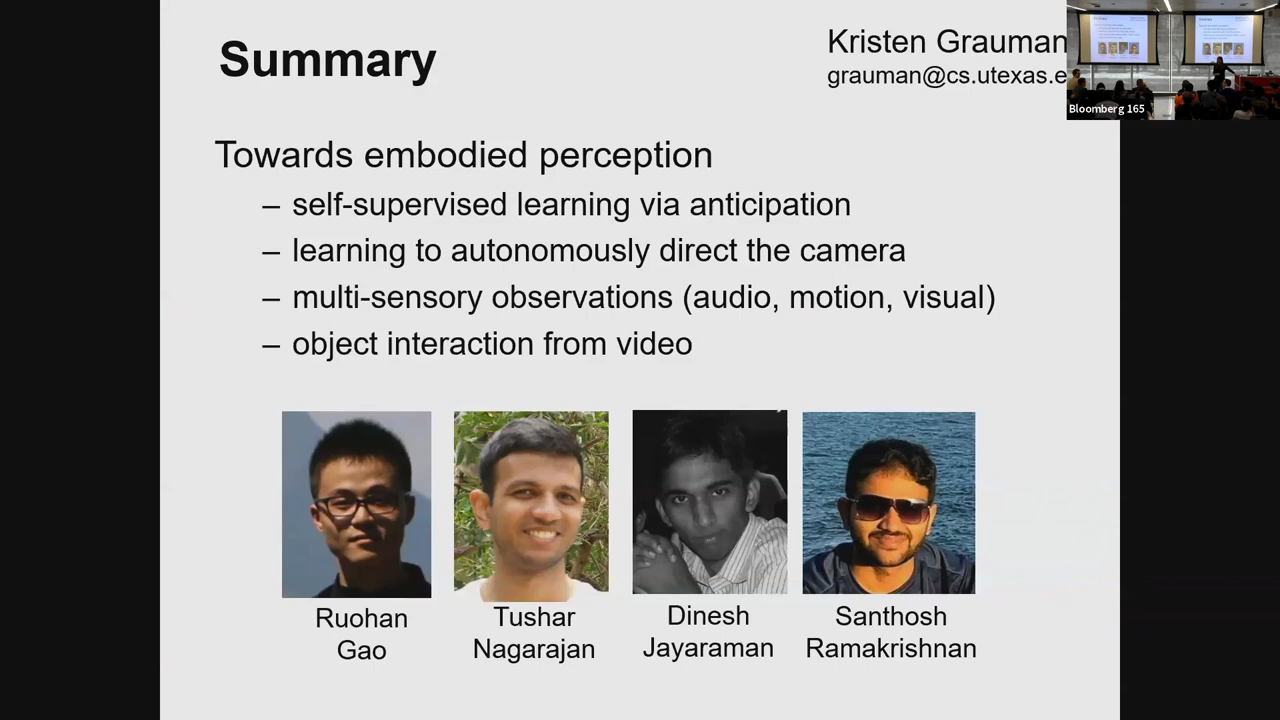 Summary
Kristen Grauman
grauman@cs.utexas.e
Bloomberg 165
Towards embodied perception
– self-supervised learning via anticipation
– learning to autonomously direct the camera
– multi-sensory observations (audio, motion, visual)
– object interaction from video
Ruohan
Gao
Tushar
Nagarajan
Dinesh
Jayaraman
Santhosh
Ramakrishnan